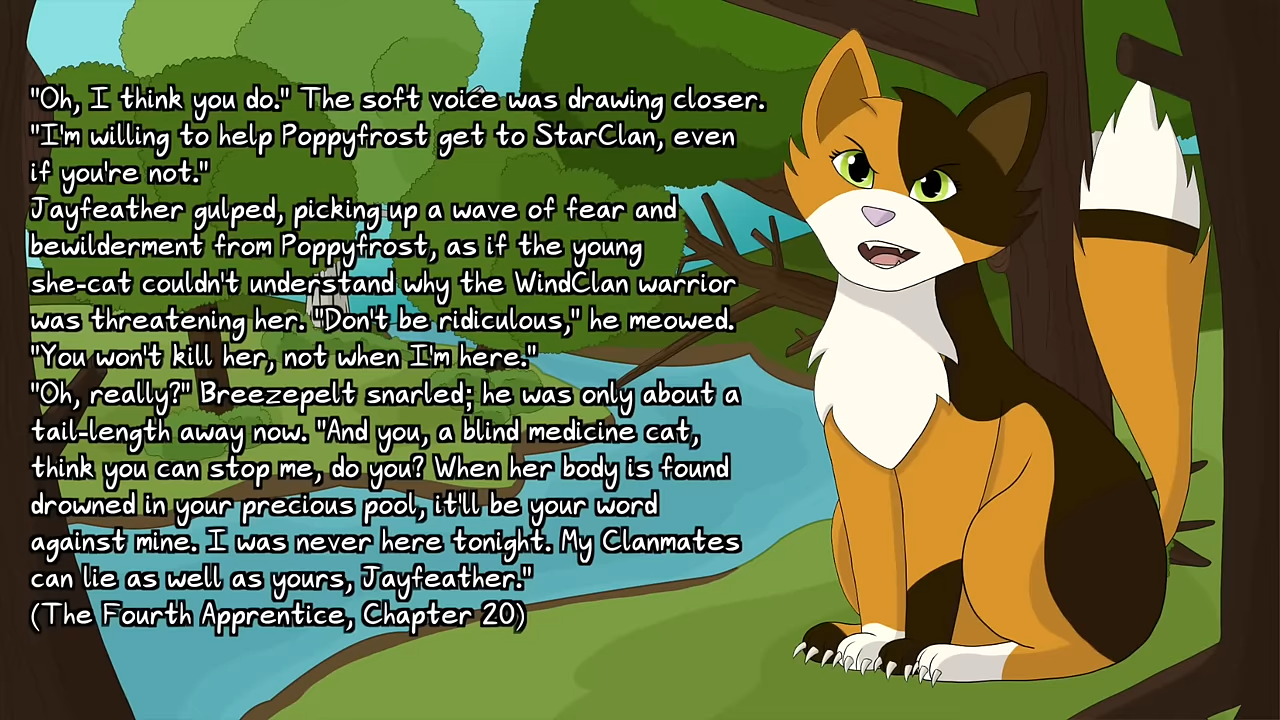 "Oh, I think you do." The soft voice was drawing closer.
"I'm willing to help Poppyfrost get to StarClan, even
if you're not."
Jayfeather gulped, picking up a wave of fear and
bewilderment from Poppyfrost, as if the young
she-cat couldn't understand why the WindClan warrior
was threatening her. "Don't be ridiculous," he meowed.
"You won't kill her, not when I'm here."
"Oh, really?" Breezepelt snarled; he was only about a
tail-length away now. "And you, a blind medicine cat,
think you can stop me, do you? When her body is found
drowned in your precious pool, it'll be your word
against mine. I was never here tonight. My Clanmates
can lie as well as yours, Jayfeather."
(The Fourth Apprentice, Chapter 20)